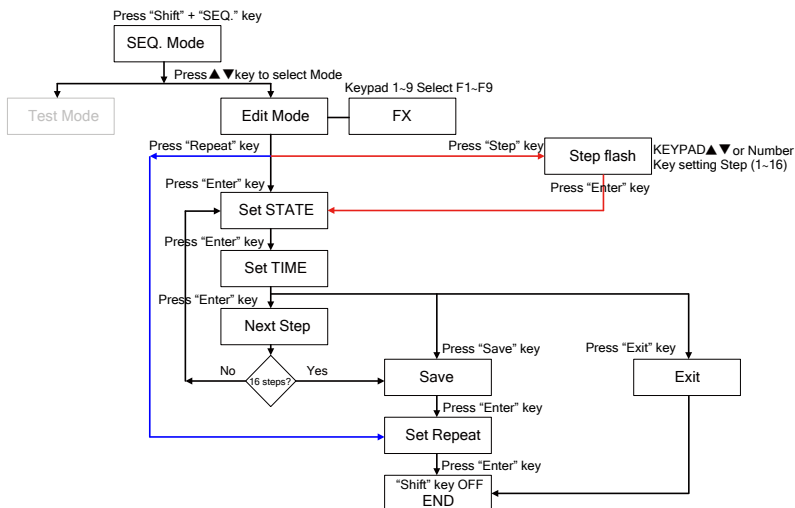 Press “Shift” + “SEQ.” key
SEQ. Mode
Press▲▼key to select Mode
Keypad 1~9 Select F1~F9
Test Mode
Edit Mode
FX
Press “Repeat” key
Press “Step” key
Step flash
KEYPAD▲▼ or Number
Key setting Step (1~16)
Press “Enter” key
Press “Enter” key
Set STATE
Press “Enter” key
Set TIME
Press “Enter” key
Next Step
Press “Save” key
Press “Exit” key
No
16 steps?
Yes
Save
Exit
Press “Enter” key
Set Repeat
Press “Enter” key
“Shift” key OFF
END